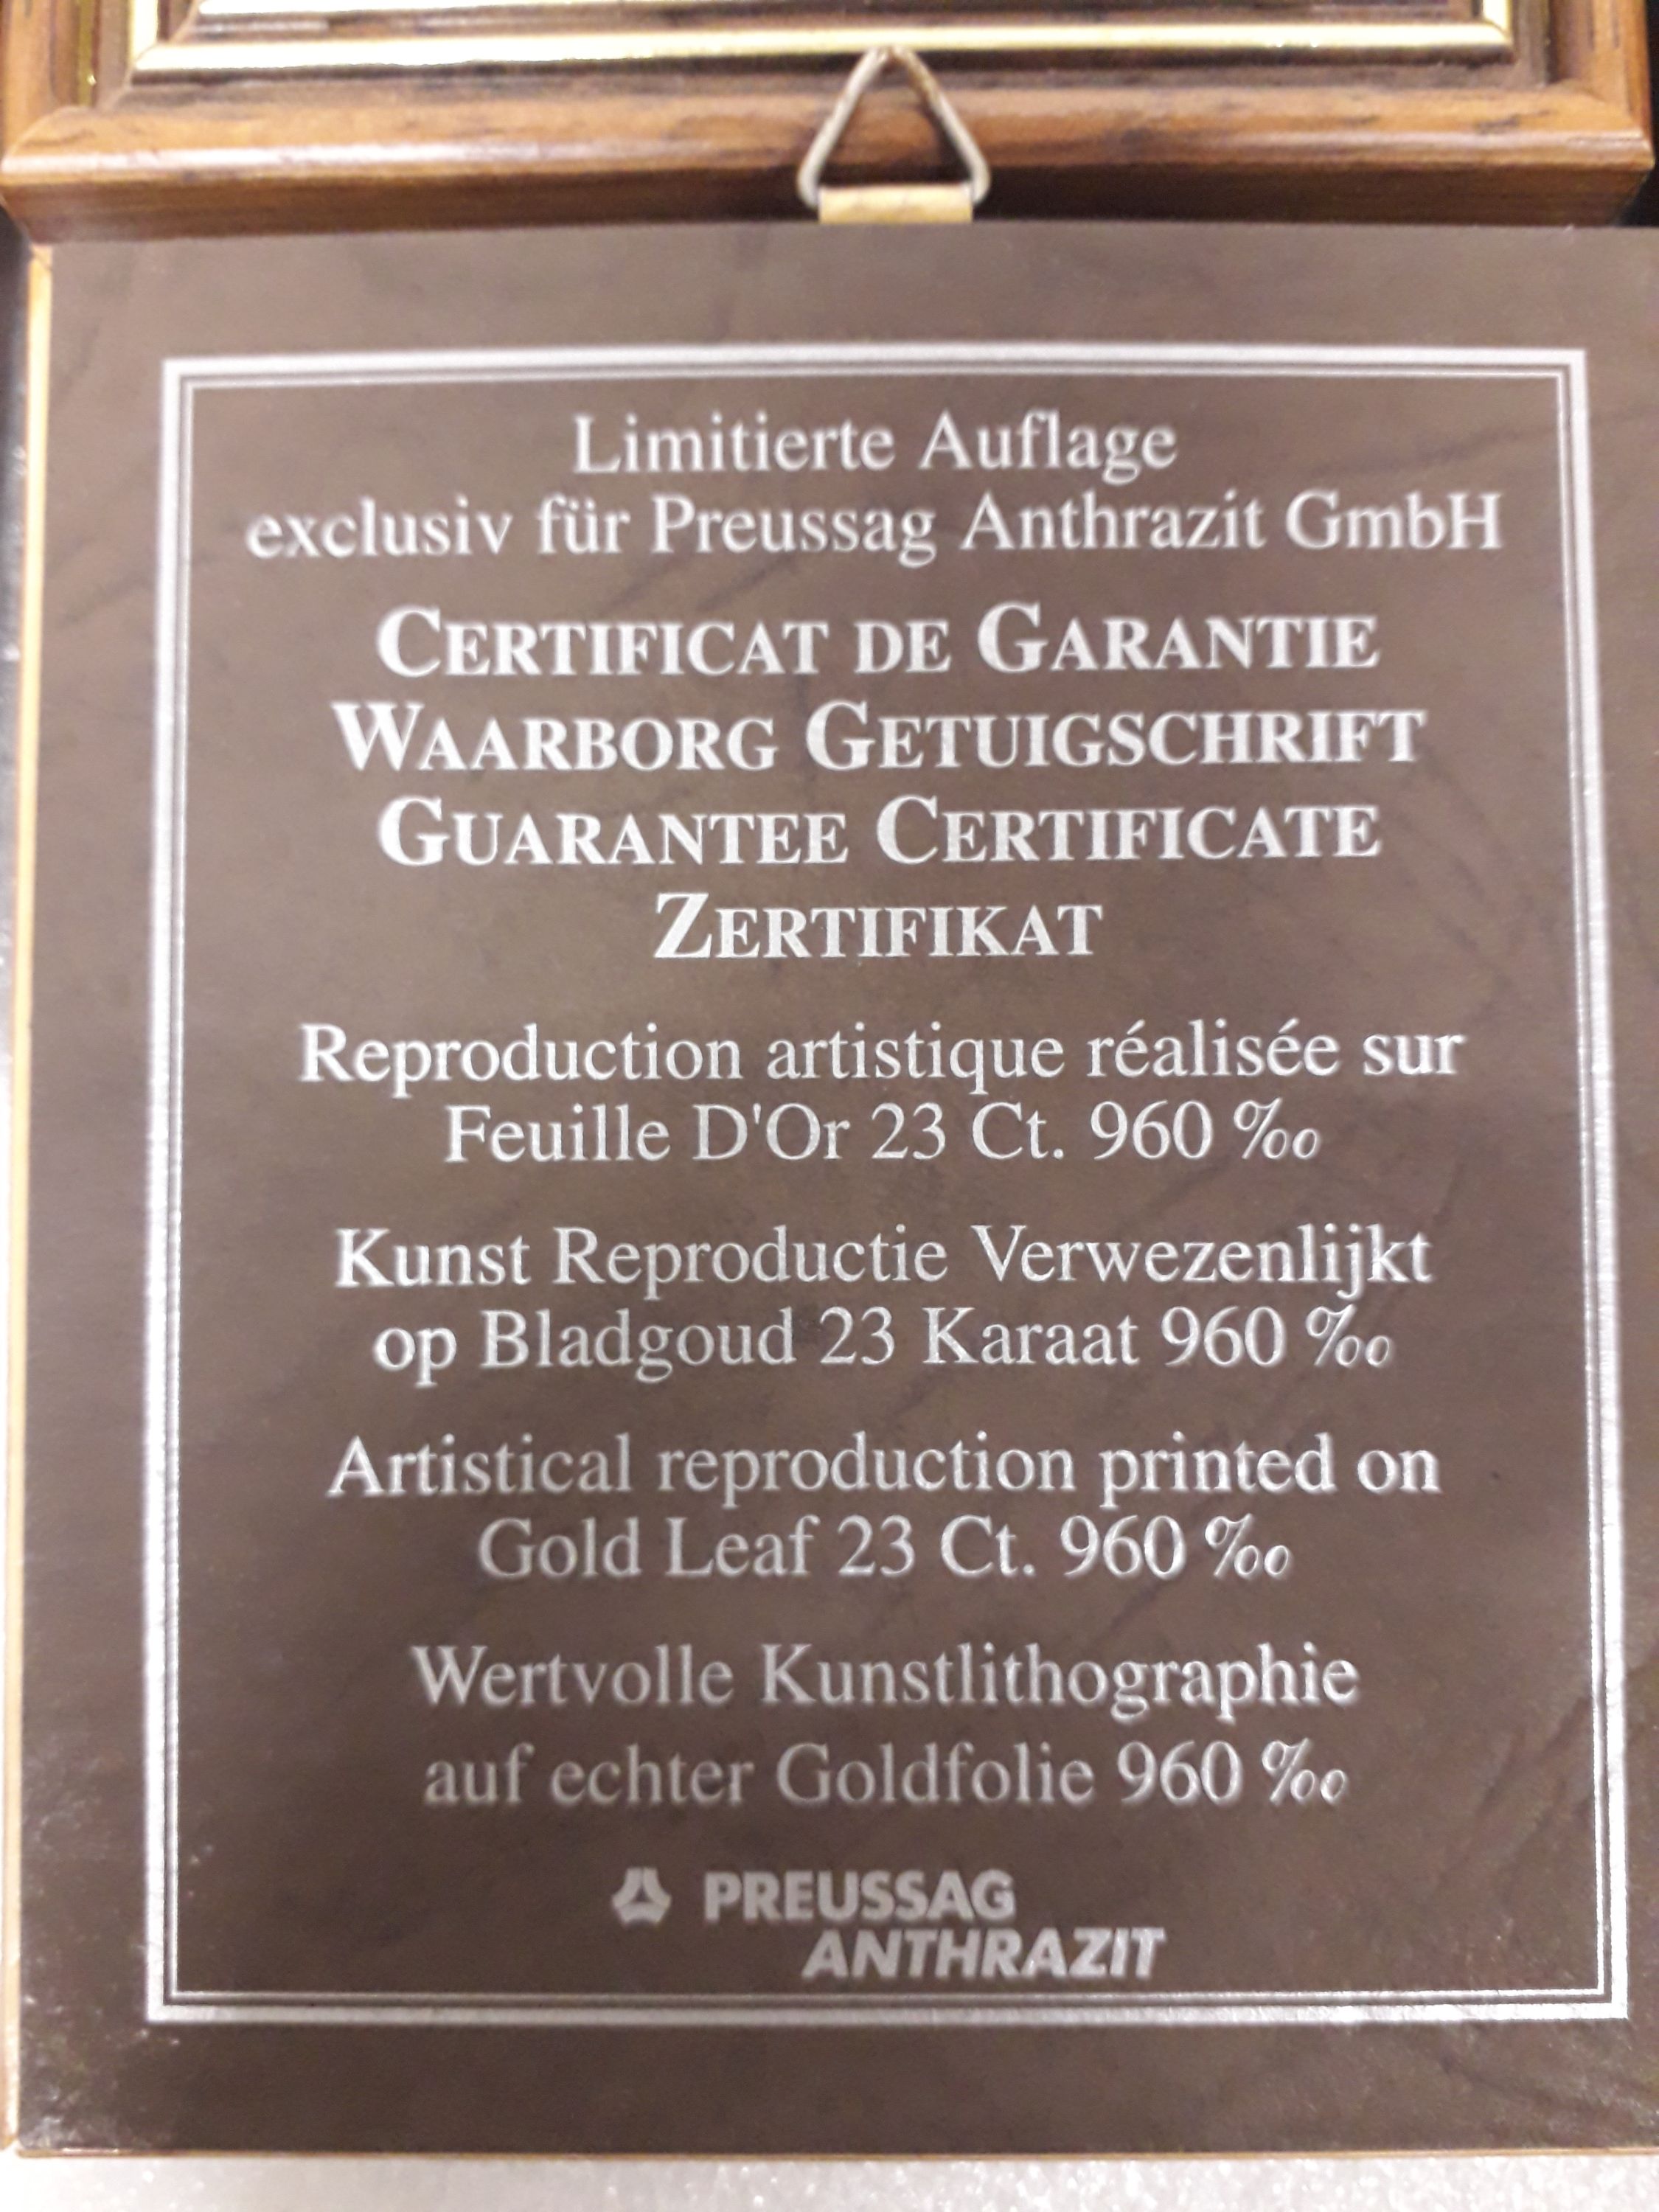 Limitierte Auflage
exclusiv für Preussag Anthrazit GmbH
CERTIFICAT DE GARANTIE
WAARBORG GETUIGSCHRIFT
GUARANTEE CERTIFICATE
ZERTIFIKAT
Reproduction artistique réalisée sur
Feuille D'Or 23 Ct. 960 ‰
Kunst Reproductie Verwezenlijkt
op Bladgoud 23 Karaat 960 ‰
Artistical reproduction printed on
Gold Leaf 23 Ct. 960 ‰
Wertvolle Kunstlithographie
auf echter Goldfolie 960 ‰
PREUSSAG
ANTHRAZIT